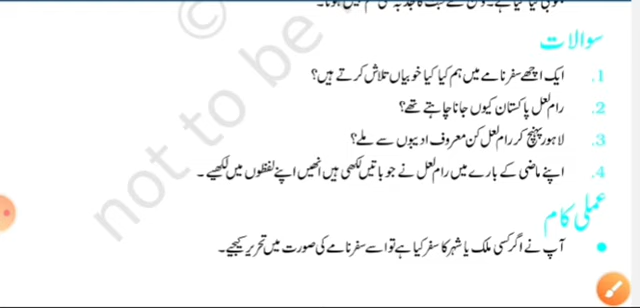 سوالات
1. ایک اچھے سفرنامے میں ہم کیا کیا خوبیاں تلاش کرتے ہیں؟
2. رام لعل پاکستان کیوں جانا چاہتے تھے؟
3. لاہور پہنچ کر رام لعل کن معروف ادیبوں سے ملے؟
4. اپنے ماضی کے بارے میں رام لعل نے جو باتیں لکھی ہیں انھیں اپنے لفظوں میں لکھیے۔
عملی کام
● آپ نے اگر کسی ملک یا شہر کا سفر کیا ہے تو اسے سفرنامے کی صورت میں تحریر کیجیے۔
© not to be